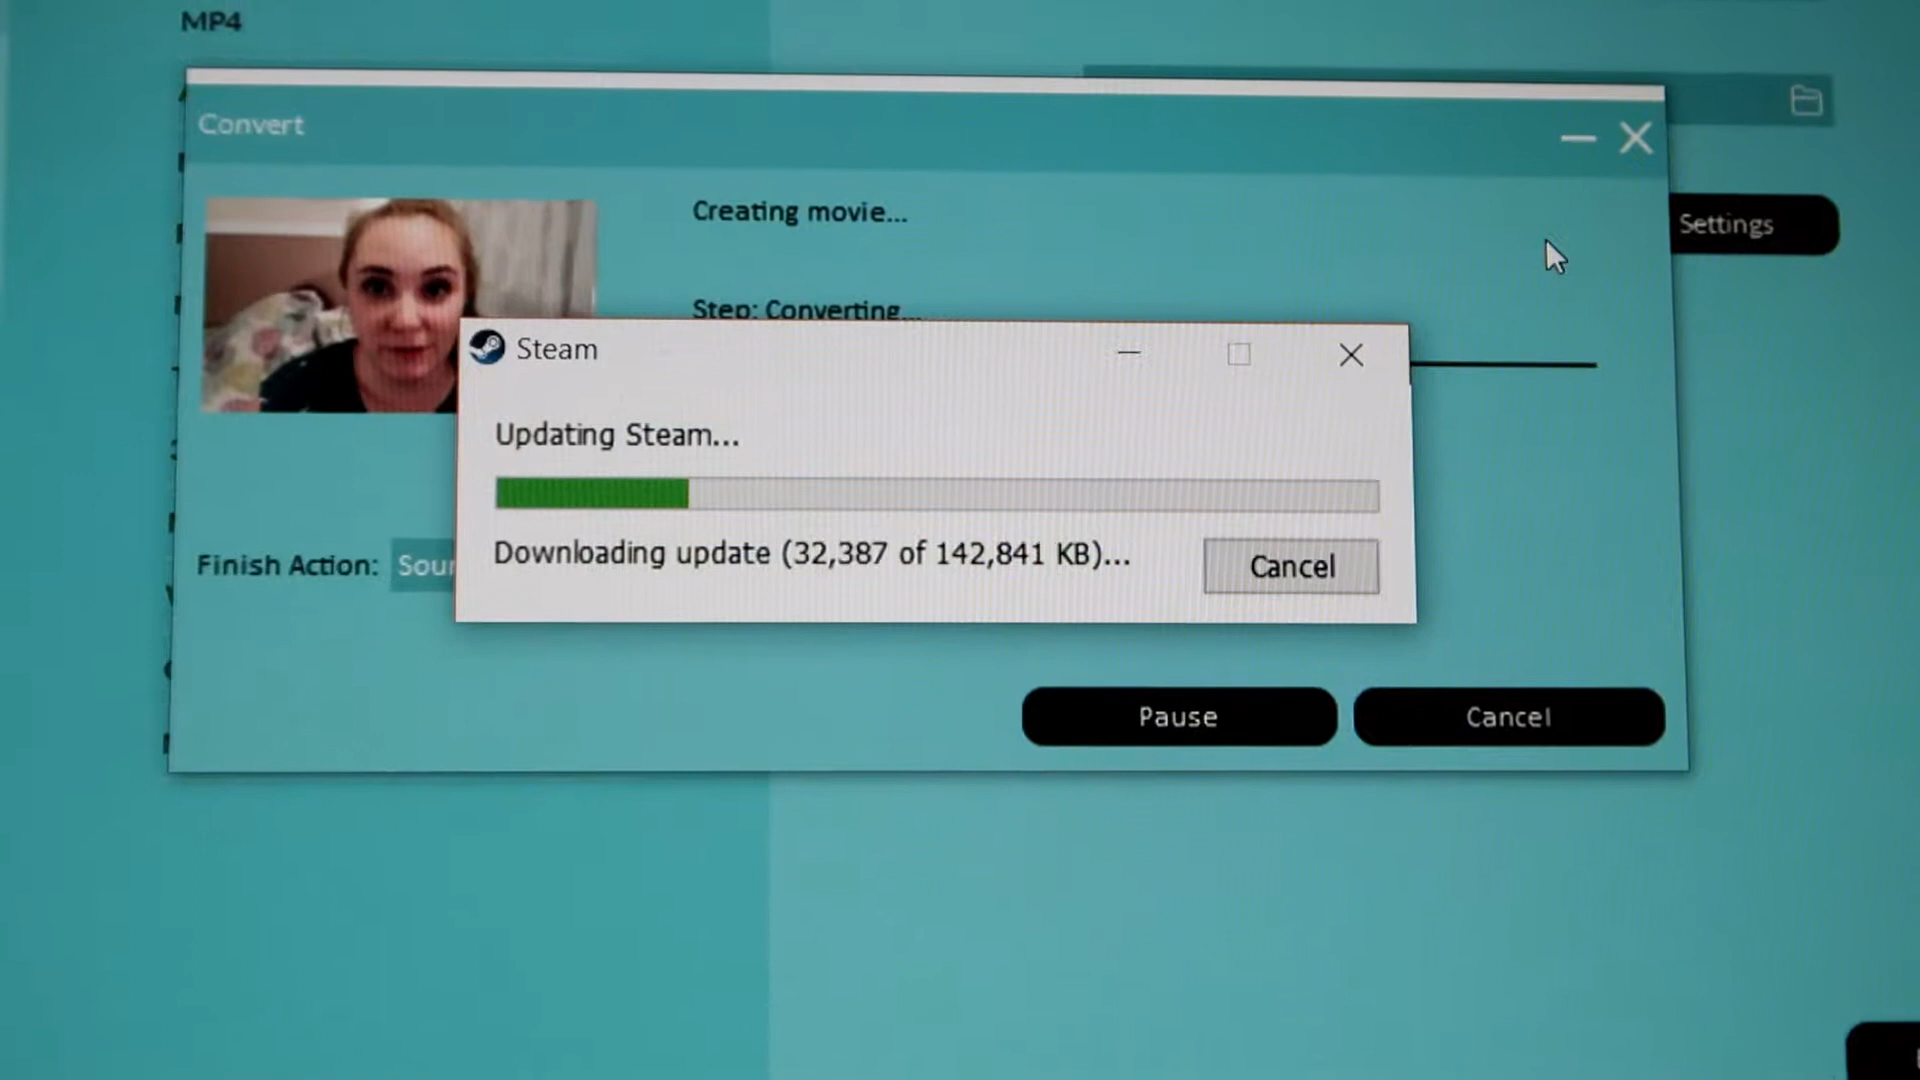 MP4
Convert
Creating movie...
Settings
Step: Converting...
Steam
Updating Steam...
Downloading update (32,387 of 142,841 KB)...
Cancel
Finish Action:
Sour
Pause
Cancel